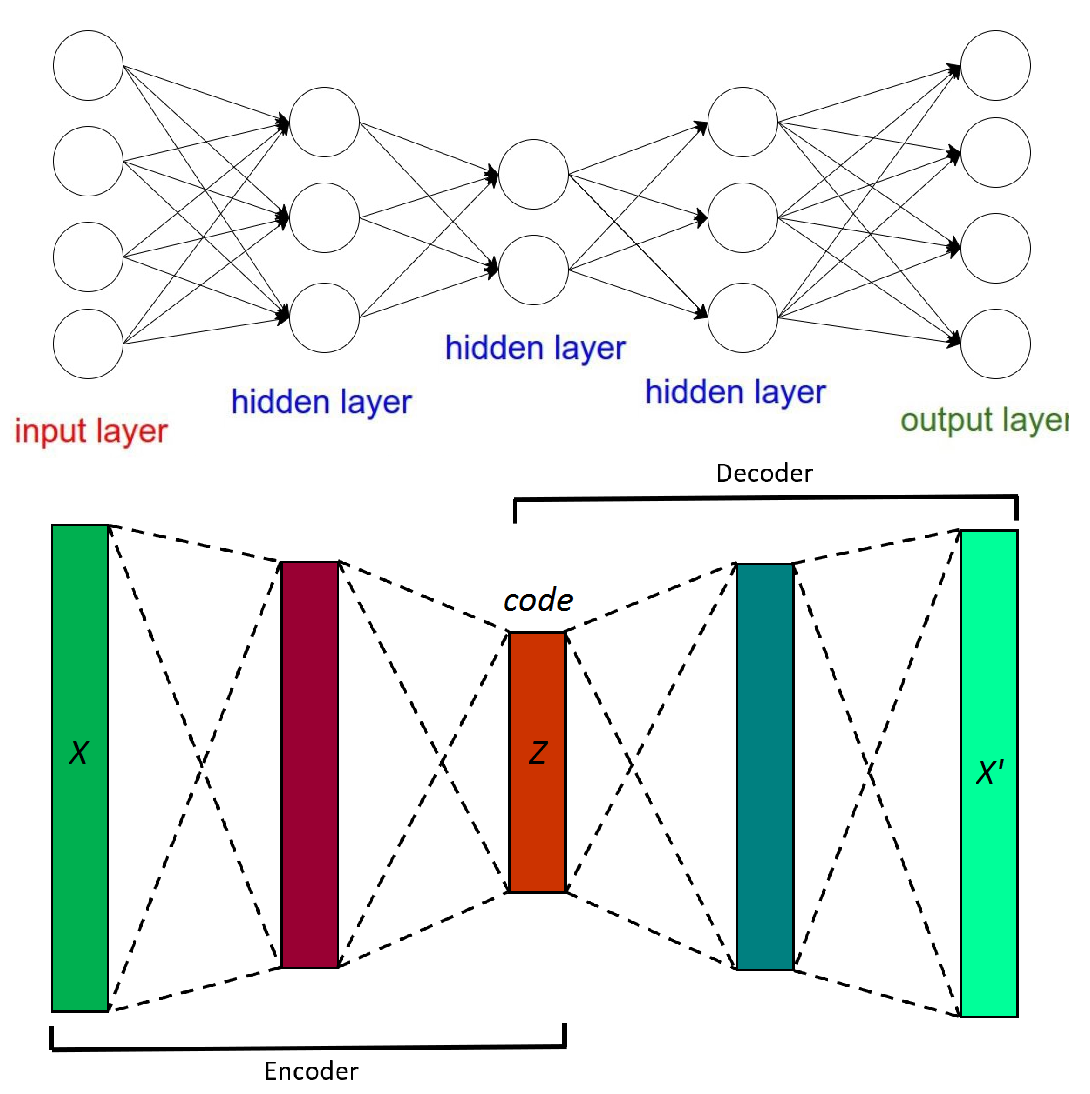 hidden layer
hidden layer
hidden layer
input layer
output layer
Decoder
code
X
Z
X'
Encoder